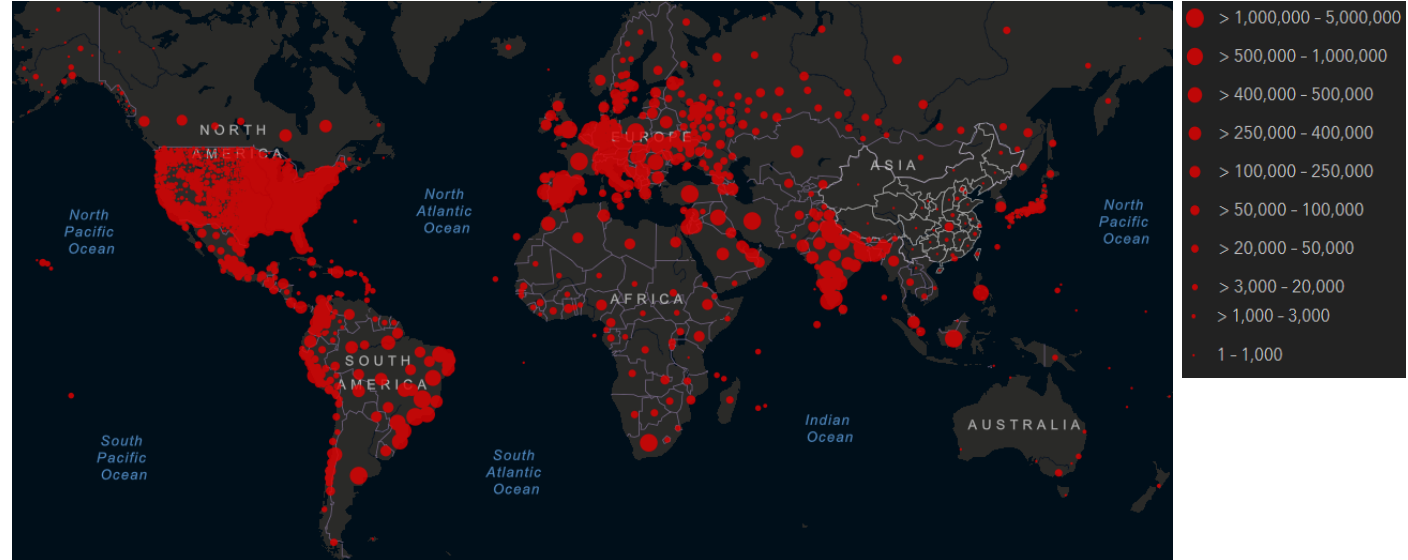 NORTH
AMERICA
EUROPE
ASIA
North
Pacific
Ocean
North
Atlantic
Ocean
North
Pacific
Ocean
AFRICA
SOUTH
AMERICA
Indian
Ocean
AUSTRALIA
South
Pacific
Ocean
South
Atlantic
Ocean
> 1,000,000 – 5,000,000
> 500,000 – 1,000,000
> 400,000 – 500,000
> 250,000 – 400,000
> 100,000 – 250,000
> 50,000 – 100,000
> 20,000 – 50,000
> 3,000 – 20,000
> 1,000 – 3,000
1 – 1,000